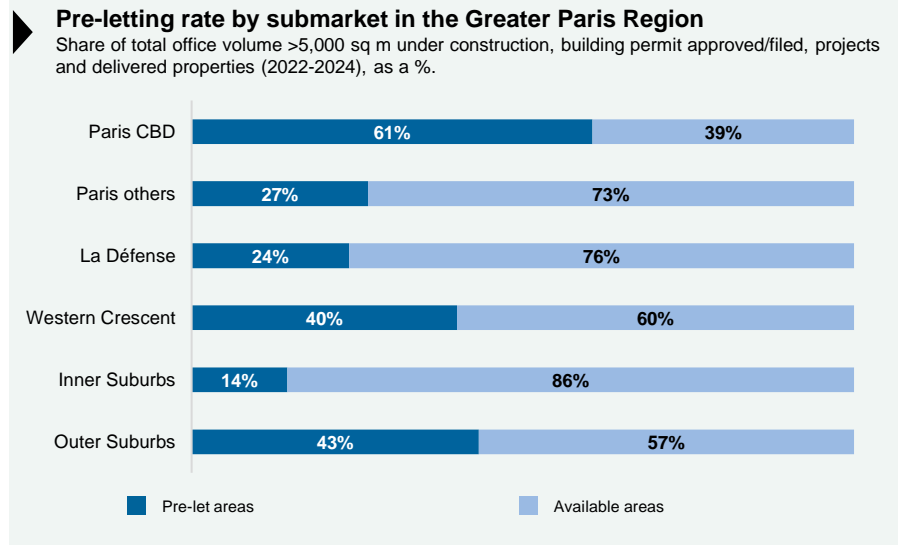 Pre-letting rate by submarket in the Greater Paris Region
Share of total office volume >5,000 sq m under construction, building permit approved/filed, projects
and delivered properties (2022-2024), as a %.
Paris CBD
61%
39%
Paris others
27%
73%
La Défense
24%
76%
Western Crescent
40%
60%
Inner Suburbs
14%
86%
Outer Suburbs
43%
57%
Pre-let areas
Available areas